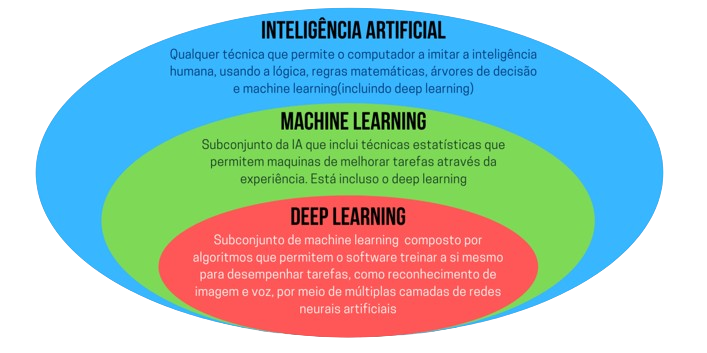 INTELIGÊNCIA ARTIFICIAL
Qualquer técnica que permite o computador a imitar a inteligência
humana, usando a lógica, regras matemáticas, árvores de decisão
e machine learning(incluindo deep learning)
MACHINE LEARNING
Subconjunto da IA que inclui técnicas estatísticas que
permitem maquinas de melhorar tarefas através da
experiência. Está incluso o deep learning
DEEP LEARNING
Subconjunto de machine learning composto por
algoritmos que permitem o software treinar a si mesmo
para desempenhar tarefas, como reconhecimento de
imagem e voz, por meio de múltiplas camadas de redes
neurais artificiais